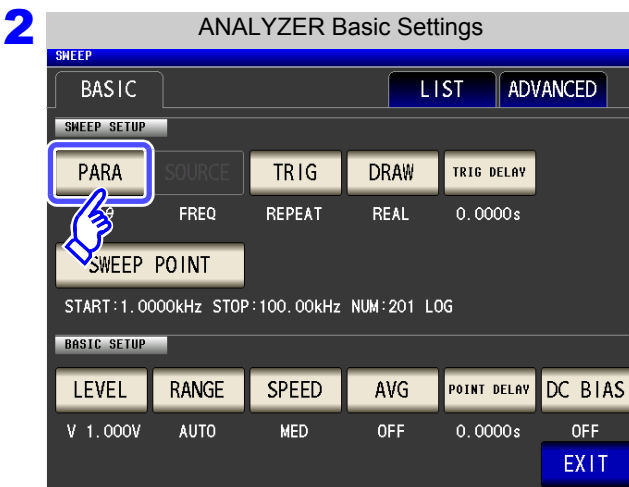 2
ANALYZER Basic Settings
SWEEP
BASIC LIST ADVANCED
SWEEP SETUP
PARA SOURCE TRIG DRAW TRIG DELAY
FREQ REPEAT REAL 0.0000s
SWEEP POINT
START:1.0000kHz STOP:100.00kHz NUM:201 LOG
BASIC SETUP
LEVEL RANGE SPEED AVG POINT DELAY DC BIAS
V 1.000V AUTO MED OFF 0.0000s OFF
EXIT